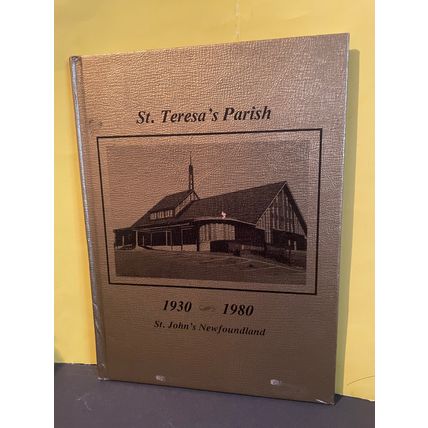 St. Teresa's Parish
1930 1980
St. John's Newfoundland